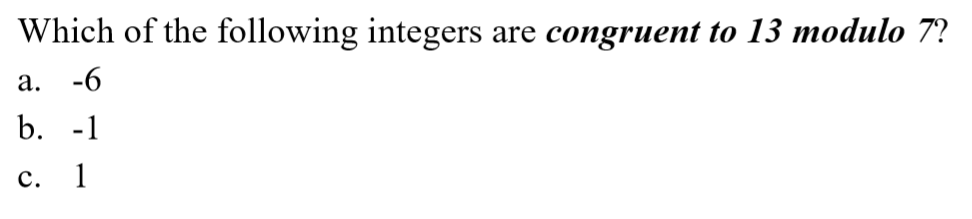 Which of the following integers are congruent to 13 modulo 7?
a. -6
b. -1
c. 1